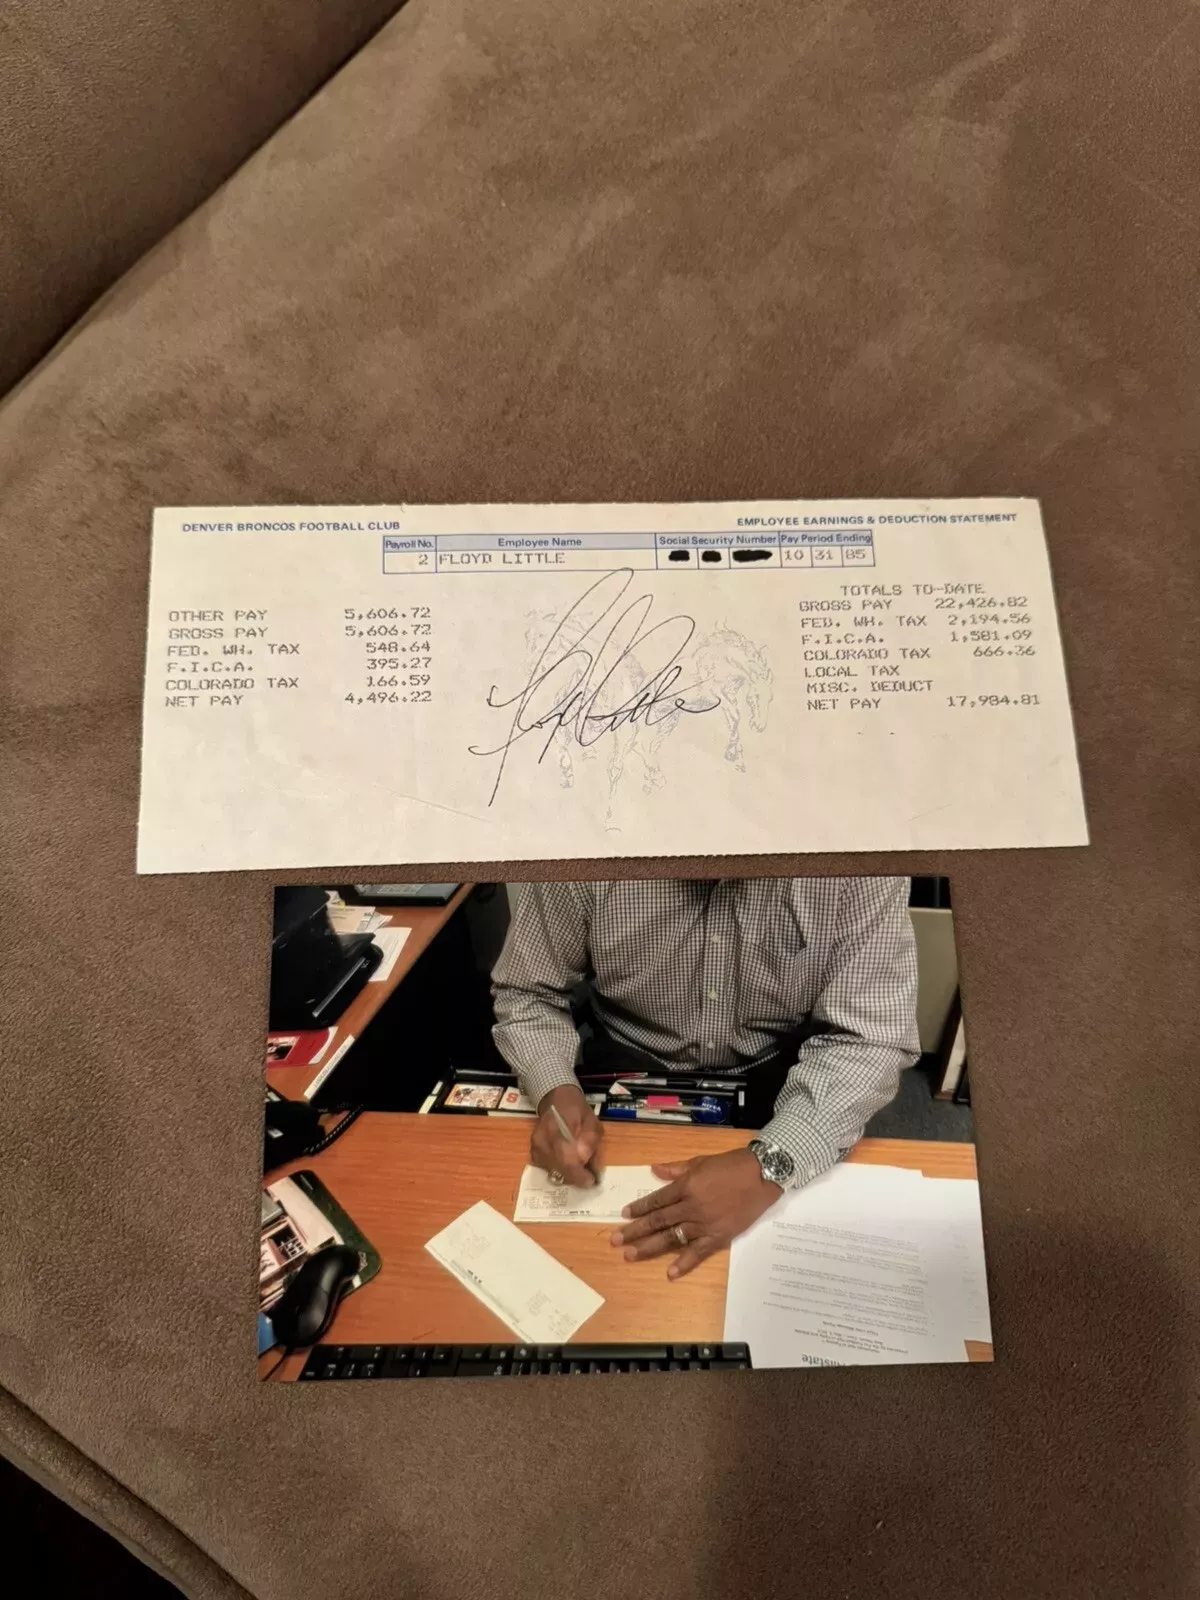 DENVER BRONCOS FOOTBALL CLUB
EMPLOYEE EARNINGS & DEDUCTION STATEMENT
Payroll No. Employee Name Social Security Number Pay Period Ending
2 FLOYD LITTLE 10 31 85
OTHER PAY 5,606.72
GROSS PAY 5,606.72
FED. WH. TAX 548.64
F.I.C.A. 395.27
COLORADO TAX 166.59
NET PAY 4,496.22
TOTALS TO-DATE
GROSS PAY 22,426.82
FED. WH. TAX 2,194.56
F.I.C.A. 1,581.09
COLORADO TAX 666.36
LOCAL TAX
MISC. DEDUCT
NET PAY 17,984.81
Floyd Little
S